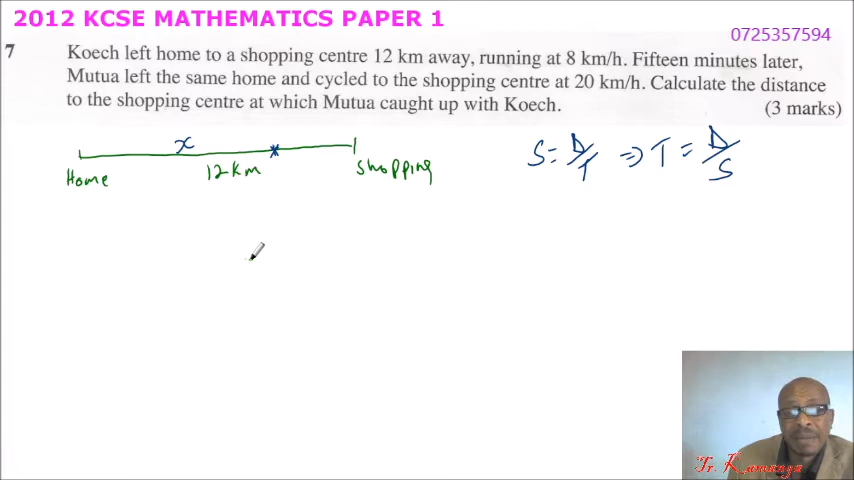 2012 KCSE MATHEMATICS PAPER 1
0725357594
7 Koech left home to a shopping centre 12 km away, running at 8 km/h. Fifteen minutes later,
Mutua left the same home and cycled to the shopping centre at 20 km/h. Calculate the distance
to the shopping centre at which Mutua caught up with Koech. (3 marks)
x
S = D/T ⇒ T = D/S
Home 12 km Shopping
Tr. Kamanga